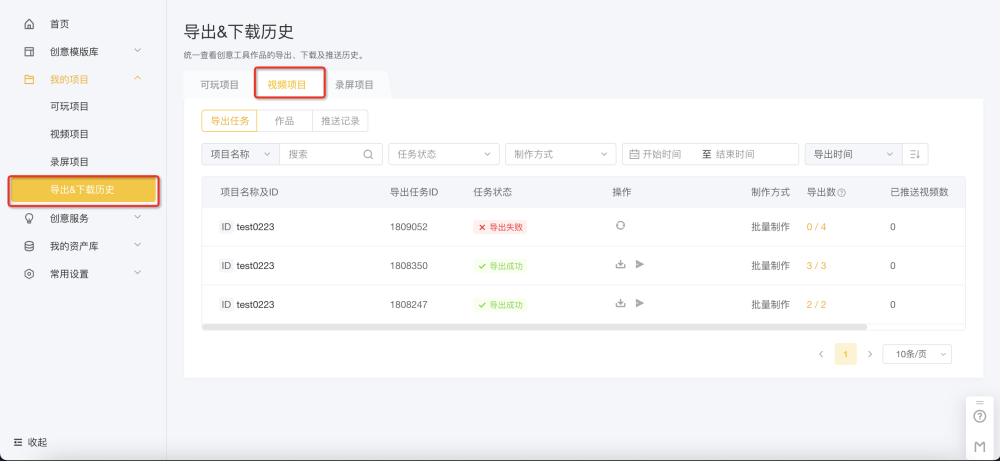 首页
创意模版库
我的项目
可玩项目
视频项目
录屏项目
导出&下载历史
创意服务
我的资产库
常用设置
收起
导出&下载历史
统一查看创意工具作品的导出、下载及推送历史。
可玩项目 视频项目 录屏项目
导出任务 作品 推送记录
项目名称 搜索 任务状态 制作方式 开始时间 至 结束时间 导出时间
项目名称及ID 导出任务ID 任务状态 操作 制作方式 导出数 已推送视频数
ID test0223 1809052 导出失败 批量制作 0 / 4 0
ID test0223 1808350 导出成功 批量制作 3 / 3 0
ID test0223 1808247 导出成功 批量制作 2 / 2 0
1 10条/页